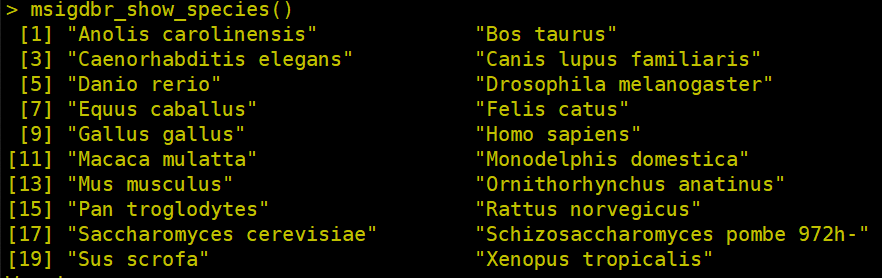 > msigdbr_show_species()
[1] "Anolis carolinensis" "Bos taurus"
[3] "Caenorhabditis elegans" "Canis lupus familiaris"
[5] "Danio rerio" "Drosophila melanogaster"
[7] "Equus caballus" "Felis catus"
[9] "Gallus gallus" "Homo sapiens"
[11] "Macaca mulatta" "Monodelphis domestica"
[13] "Mus musculus" "Ornithorhynchus anatinus"
[15] "Pan troglodytes" "Rattus norvegicus"
[17] "Saccharomyces cerevisiae" "Schizosaccharomyces pombe 972h-"
[19] "Sus scrofa" "Xenopus tropicalis"